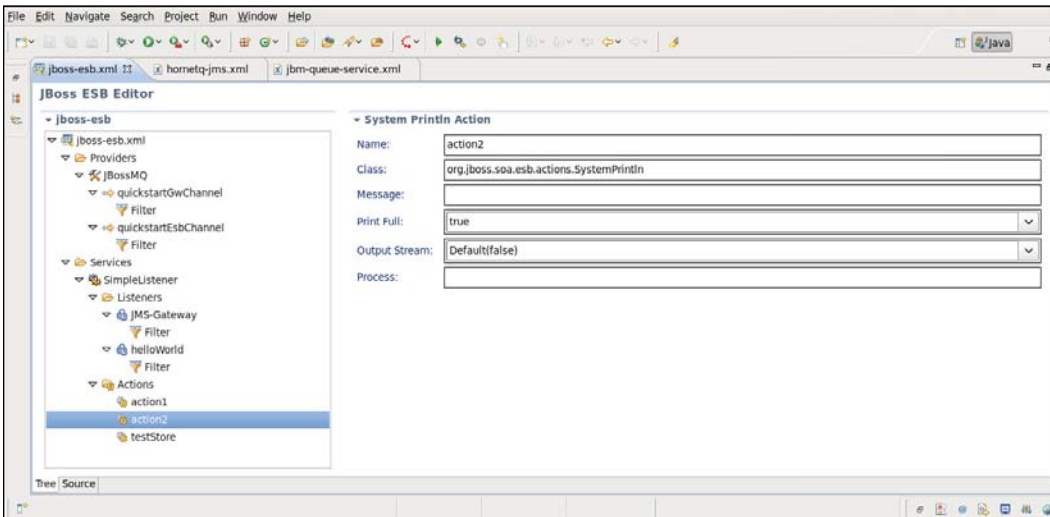 File Edit Navigate Search Project Run Window Help
Java
jboss-esb.xml hornetq-jms.xml jbm-queue-service.xml
JBoss ESB Editor
jboss-esb
jboss-esb.xml
Providers
JBossMQ
quickstartGwChannel
Filter
quickstartEsbChannel
Filter
Services
SimpleListener
Listeners
JMS-Gateway
Filter
helloWorld
Filter
Actions
action1
action2
testStore
System Println Action
Name: action2
Class: org.jboss.soa.esb.actions.SystemPrintln
Message:
Print Full: true
Output Stream: Default(false)
Process:
Tree Source